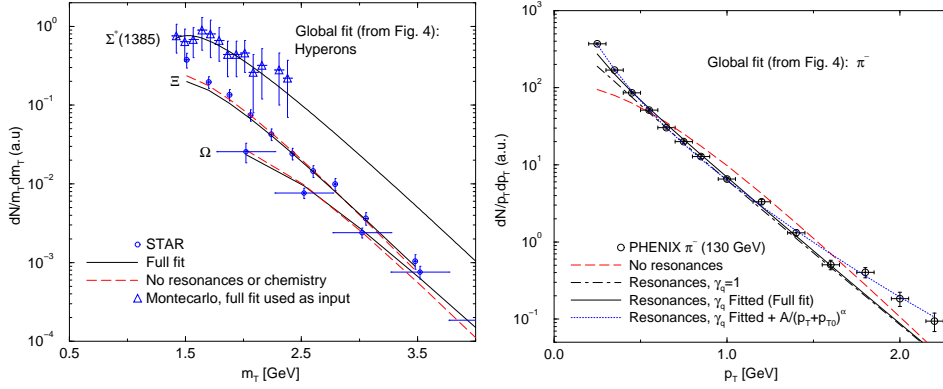 10^0
10^-1
10^-2
10^-3
10^-4
dN/m_T dm_T (a.u)
Σ^*(1385)
Ξ
Ω
Global fit (from Fig. 4):
Hyperons
STAR
Full fit
No resonances or chemistry
Montecarlo, full fit used as input
0.5 1.5 2.5 3.5
m_T [GeV]
10^3
10^2
10^1
10^0
10^-1
dN/p_T dp_T (a.u.)
Global fit (from Fig. 4): π^-
PHENIX π^- (130 GeV)
No resonances
Resonances, γ_q=1
Resonances, γ_q Fitted (Full fit)
Resonances, γ_q Fitted + A/(p_T+p_T0)^α
0.0 1.0 2.0
p_T [GeV]